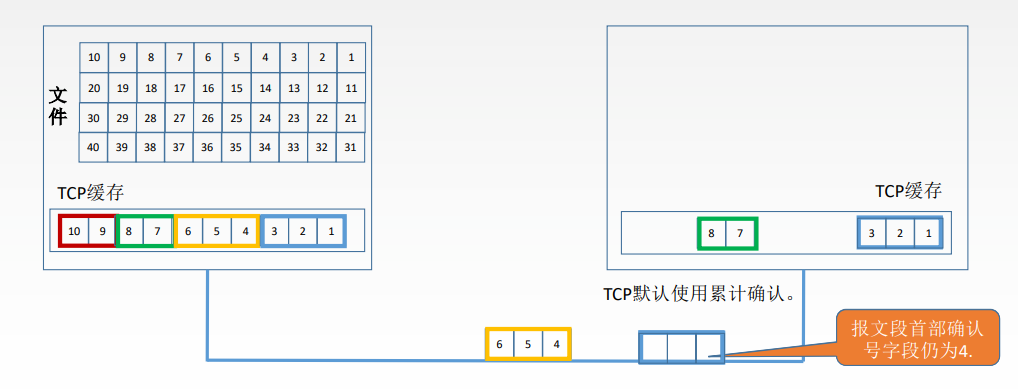 10 9 8 7 6 5 4 3 2 1
20 19 18 17 16 15 14 13 12 11
30 29 28 27 26 25 24 23 22 21
40 39 38 37 36 35 34 33 32 31
文件
TCP缓存
10 9 8 7 6 5 4 3 2 1
TCP缓存
8 7 3 2 1
TCP默认使用累计确认。
6 5 4
报文段首部确认
号字段仍为4.